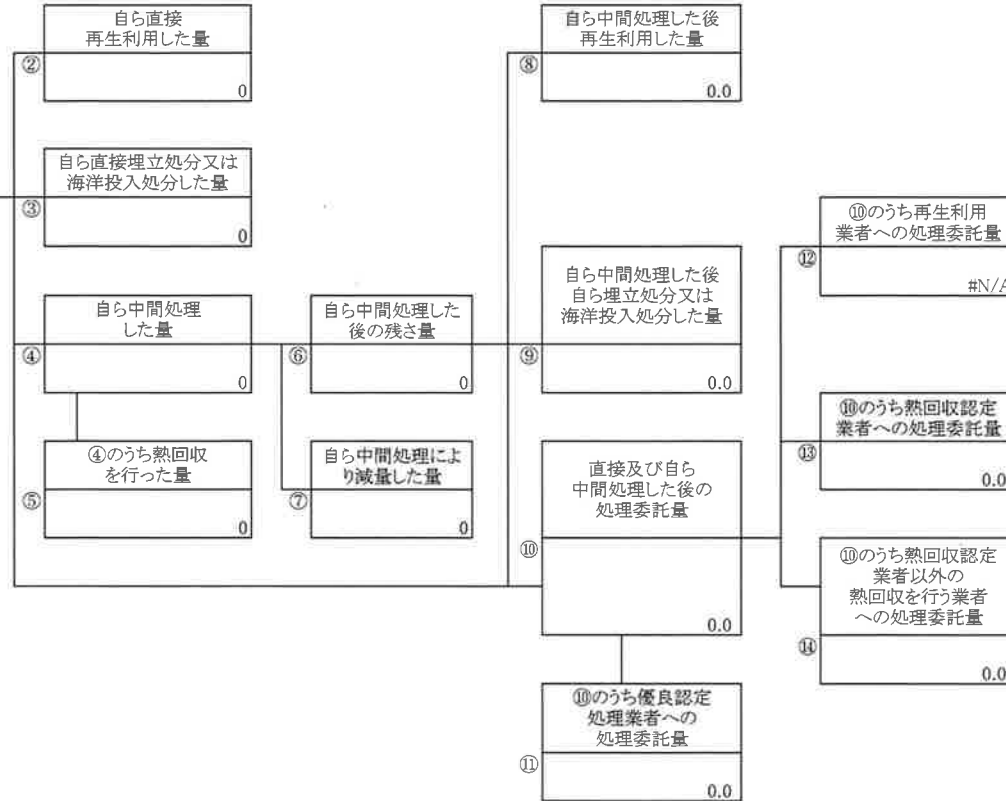 自ら直接
再生利用した量
②
0
自ら中間処理した後
再生利用した量
⑧
0.0
自ら直接埋立処分又は
海洋投入処分した量
③
0
⑩のうち再生利用
業者への処理委託量
⑫
#N/A
自ら中間処理
した量
④
0
自ら中間処理した
後の残さ量
⑥
0
自ら中間処理した後
自ら埋立処分又は
海洋投入処分した量
⑨
0.0
⑩のうち熱回収認定
業者への処理委託量
⑬
0.0
④のうち熱回収
を行った量
⑤
0
自ら中間処理によ
り減量した量
⑦
0
直接及び自ら
中間処理した後の
処理委託量
⑩
0.0
⑩のうち熱回収認定
業者以外の
熱回収を行う業者
への処理委託量
⑭
0.0
⑩のうち優良認定
処理業者への
処理委託量
⑪
0.0